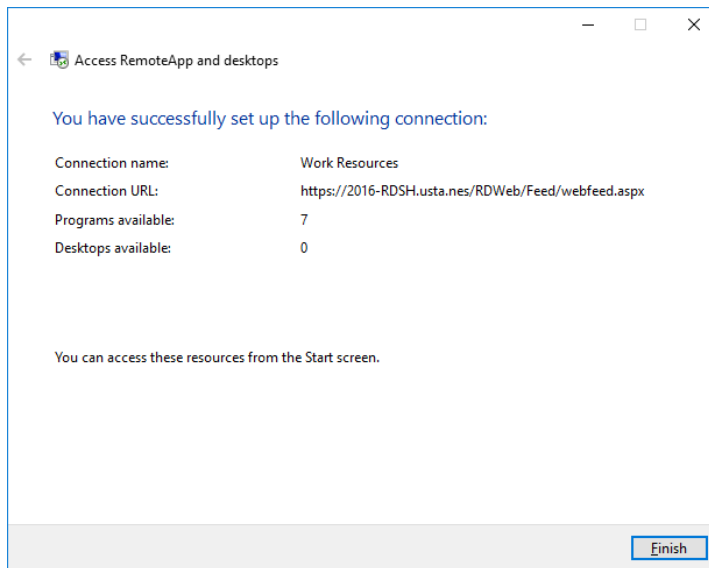 Access RemoteApp and desktops
You have successfully set up the following connection:
Connection name: Work Resources
Connection URL: https://2016-RDSH.usta.nes/RDWeb/Feed/webfeed.aspx
Programs available: 7
Desktops available: 0
You can access these resources from the Start screen.
Finish